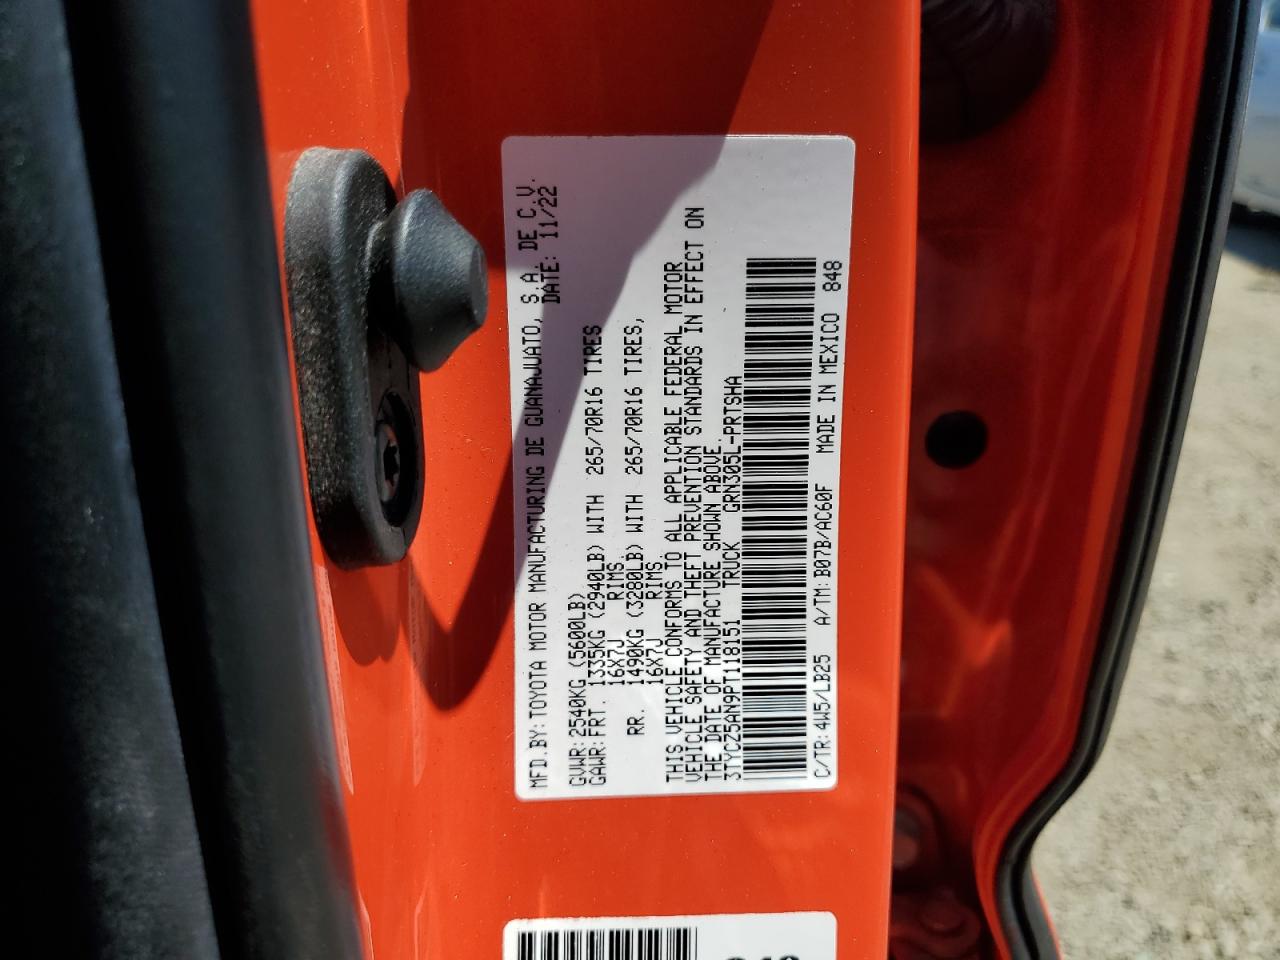 MFD.BY:TOYOTA MOTOR MANUFACTURING DE GUANAJUATO, S.A. DE C.V.
DATE: 11/22
GVWR:2540KG (5600LB)
GAWR:FRT. 1335KG (2940LB) WITH 265/70R16 TIRES
16X7J RIMS.
RR. 1490KG (3280LB) WITH 265/70R16 TIRES,
16X7J RIMS.
THIS VEHICLE CONFORMS TO ALL APPLICABLE FEDERAL MOTOR
VEHICLE SAFETY AND THEFT PREVENTION STANDARDS IN EFFECT ON
THE DATE OF MANUFACTURE SHOWN ABOVE.
3TYCZ5AN9PT118151 TRUCK GRN305L-PRTSHA
C/TR:4W5/LB25 A/TM:B07B/AC60F MADE IN MEXICO 848